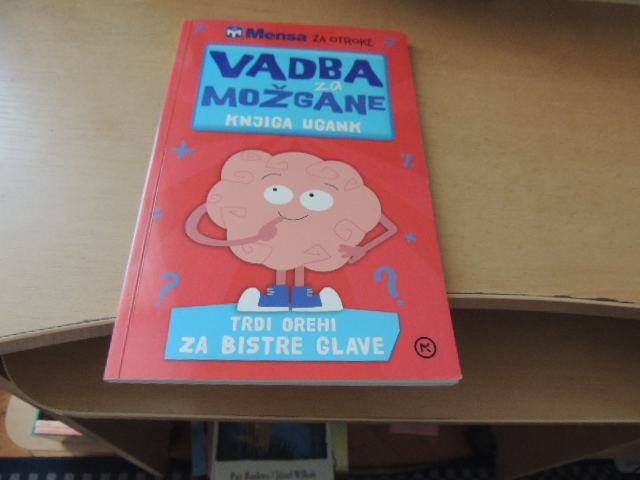 Mensa ZA OTROKE
VADBA
za
MOŽGANE
KNJIGA UGANK
TRDI OREHI
ZA BISTRE GLAVE